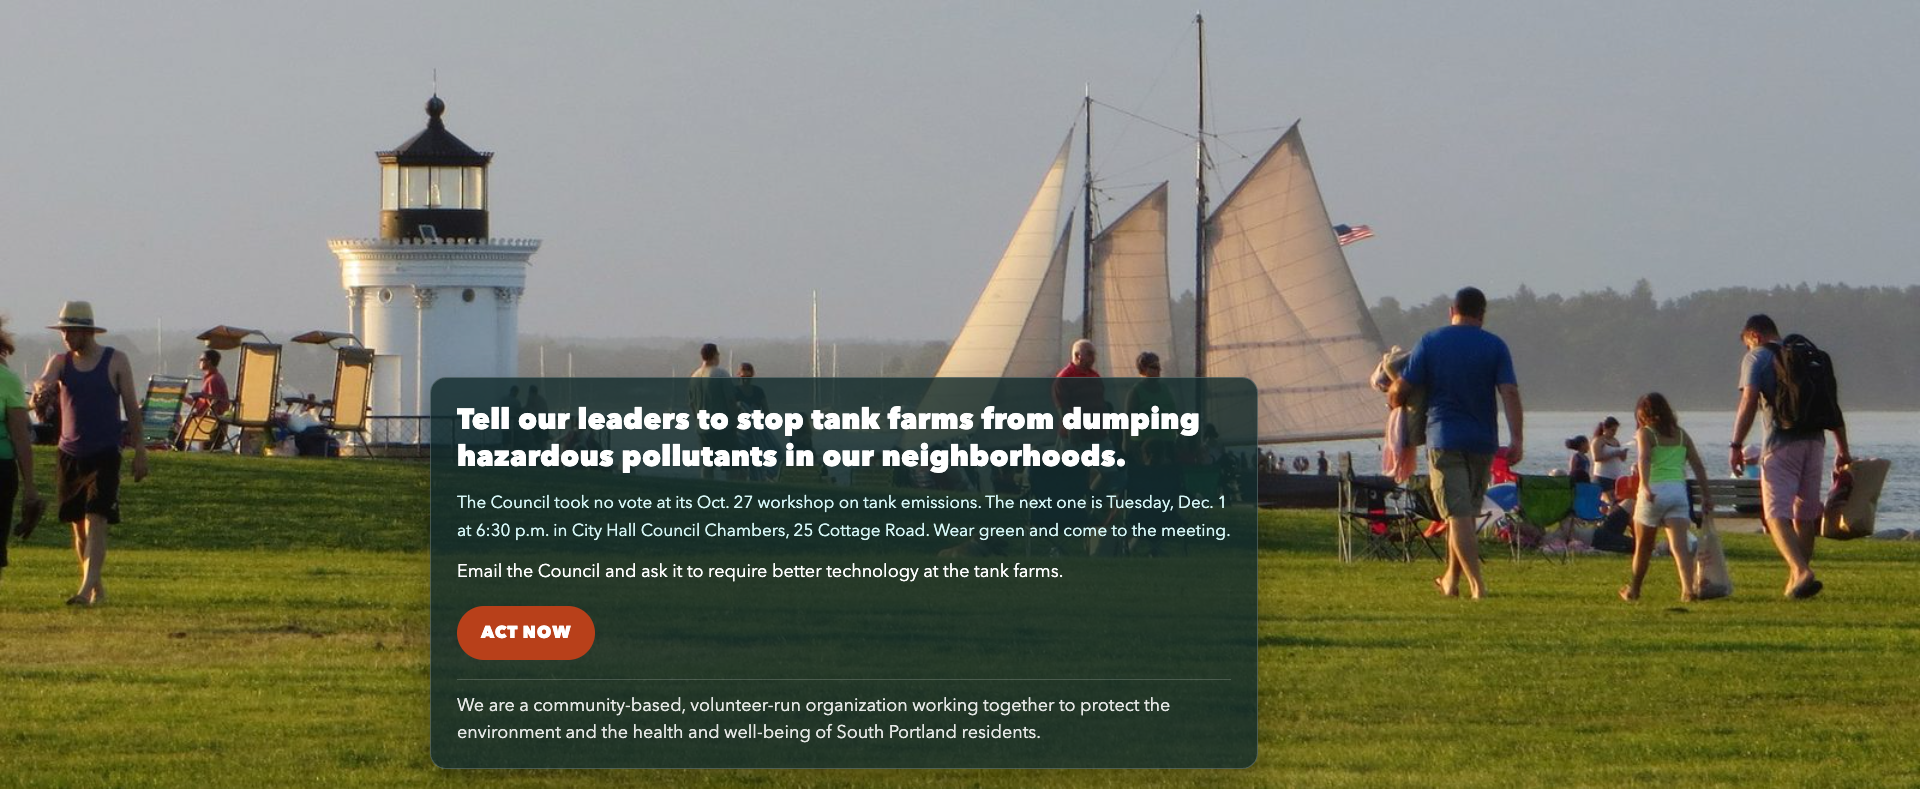 Tell our leaders to stop tank farms from dumping
hazardous pollutants in our neighborhoods.
The Council took no vote at its Oct. 27 workshop on tank emissions. The next one is Tuesday, Dec. 1
at 6:30 p.m. in City Hall Council Chambers, 25 Cottage Road. Wear green and come to the meeting.
Email the Council and ask it to require better technology at the tank farms.
ACT NOW
We are a community-based, volunteer-run organization working together to protect the
environment and the health and well-being of South Portland residents.